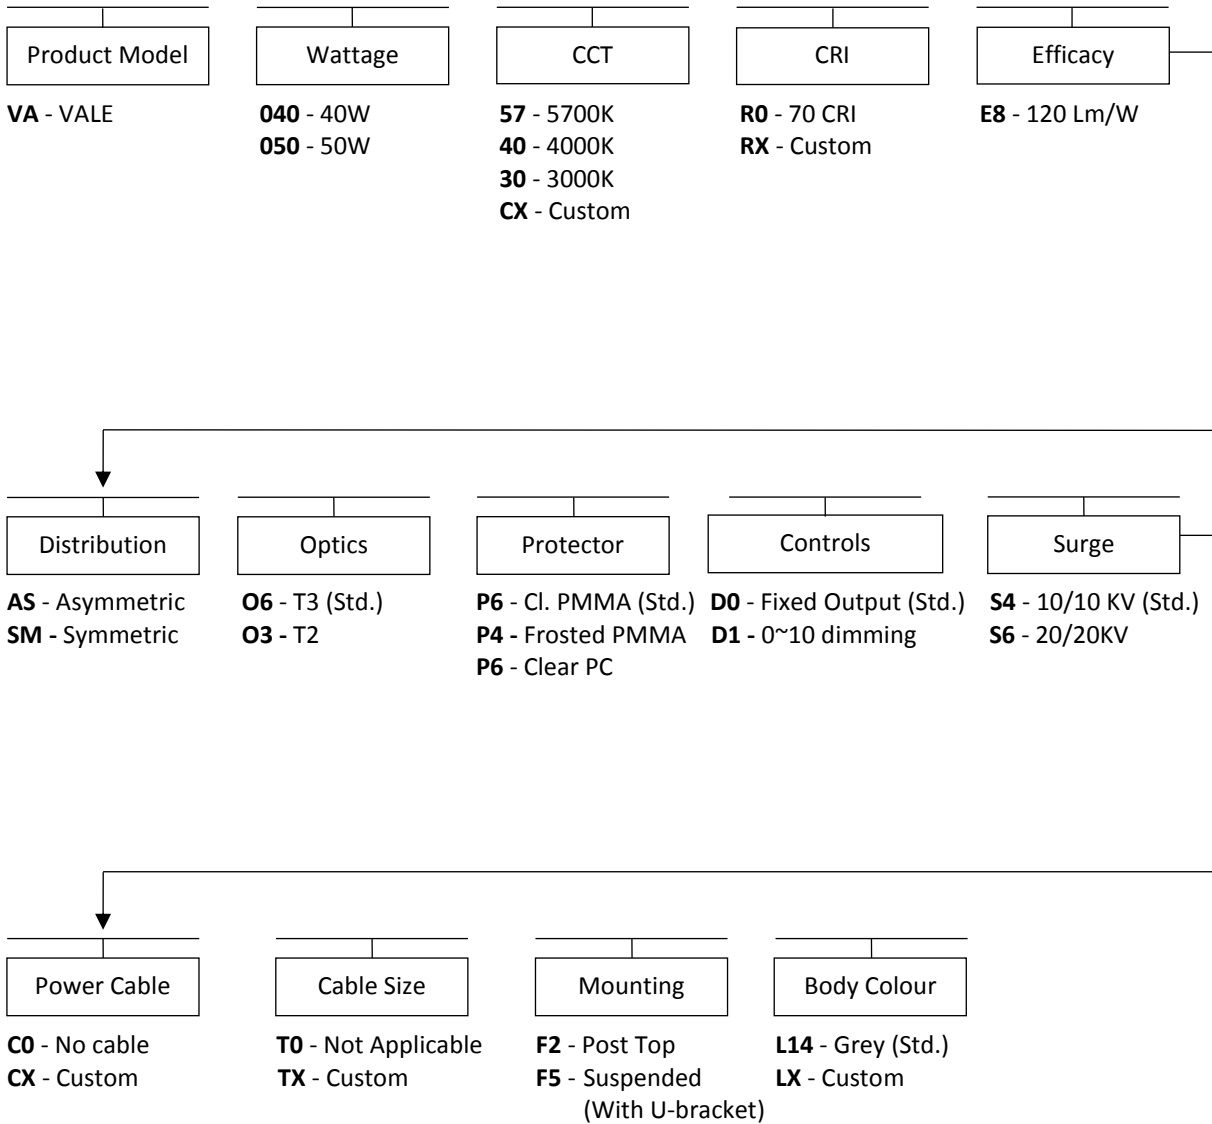 Product Model
Wattage
CCT
CRI
Efficacy
VA - VALE
040 - 40W
050 - 50W
57 - 5700K
40 - 4000K
30 - 3000K
CX - Custom
R0 - 70 CRI
RX - Custom
E8 - 120 Lm/W
Distribution
Optics
Protector
Controls
Surge
AS - Asymmetric
SM - Symmetric
O6 - T3 (Std.)
O3 - T2
P6 - Cl. PMMA (Std.)
P4 - Frosted PMMA
P6 - Clear PC
D0 - Fixed Output (Std.)
D1 - 0~10 dimming
S4 - 10/10 KV (Std.)
S6 - 20/20KV
Power Cable
Cable Size
Mounting
Body Colour
C0 - No cable
CX - Custom
T0 - Not Applicable
TX - Custom
F2 - Post Top
F5 - Suspended
(With U-bracket)
L14 - Grey (Std.)
LX - Custom